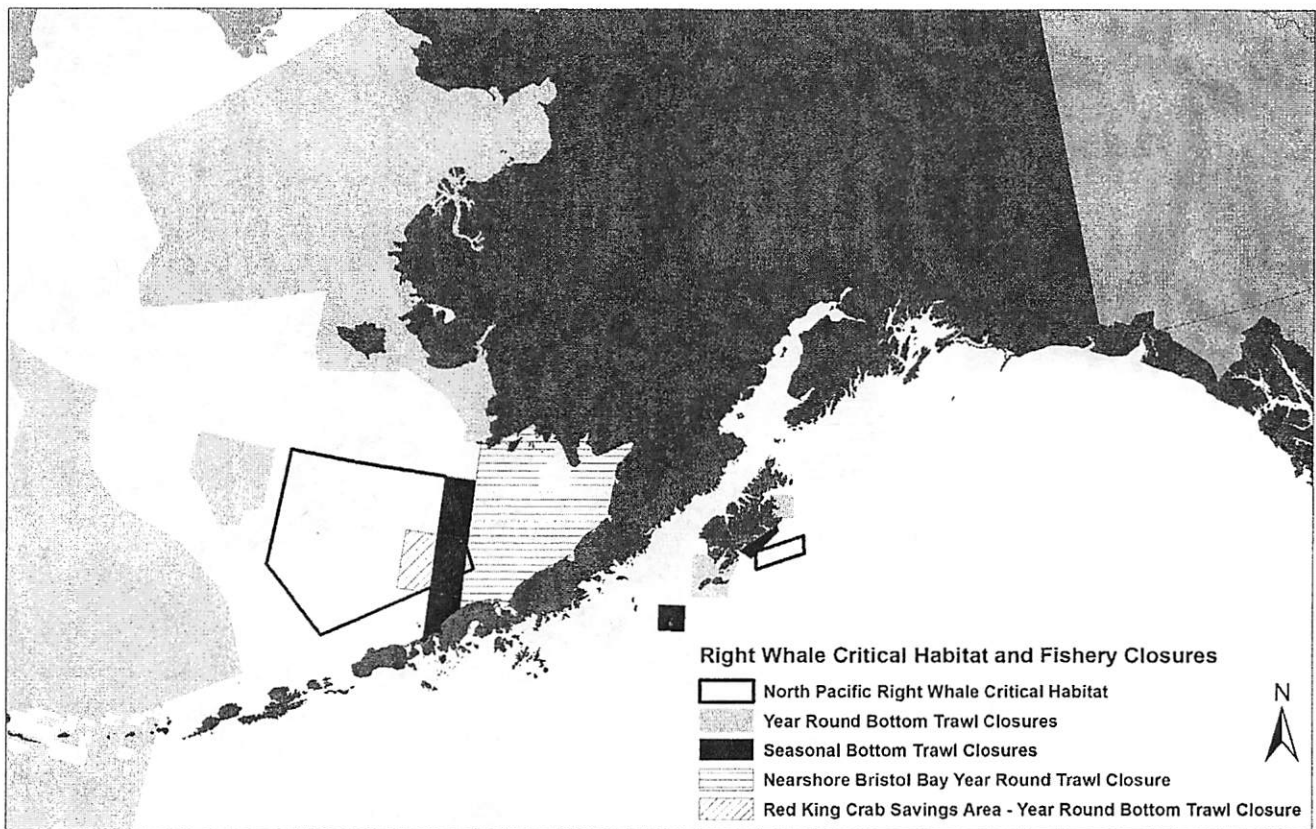 Right Whale Critical Habitat and Fishery Closures
North Pacific Right Whale Critical Habitat
Year Round Bottom Trawl Closures
Seasonal Bottom Trawl Closures
Nearshore Bristol Bay Year Round Trawl Closure
Red King Crab Savings Area - Year Round Bottom Trawl Closure
N